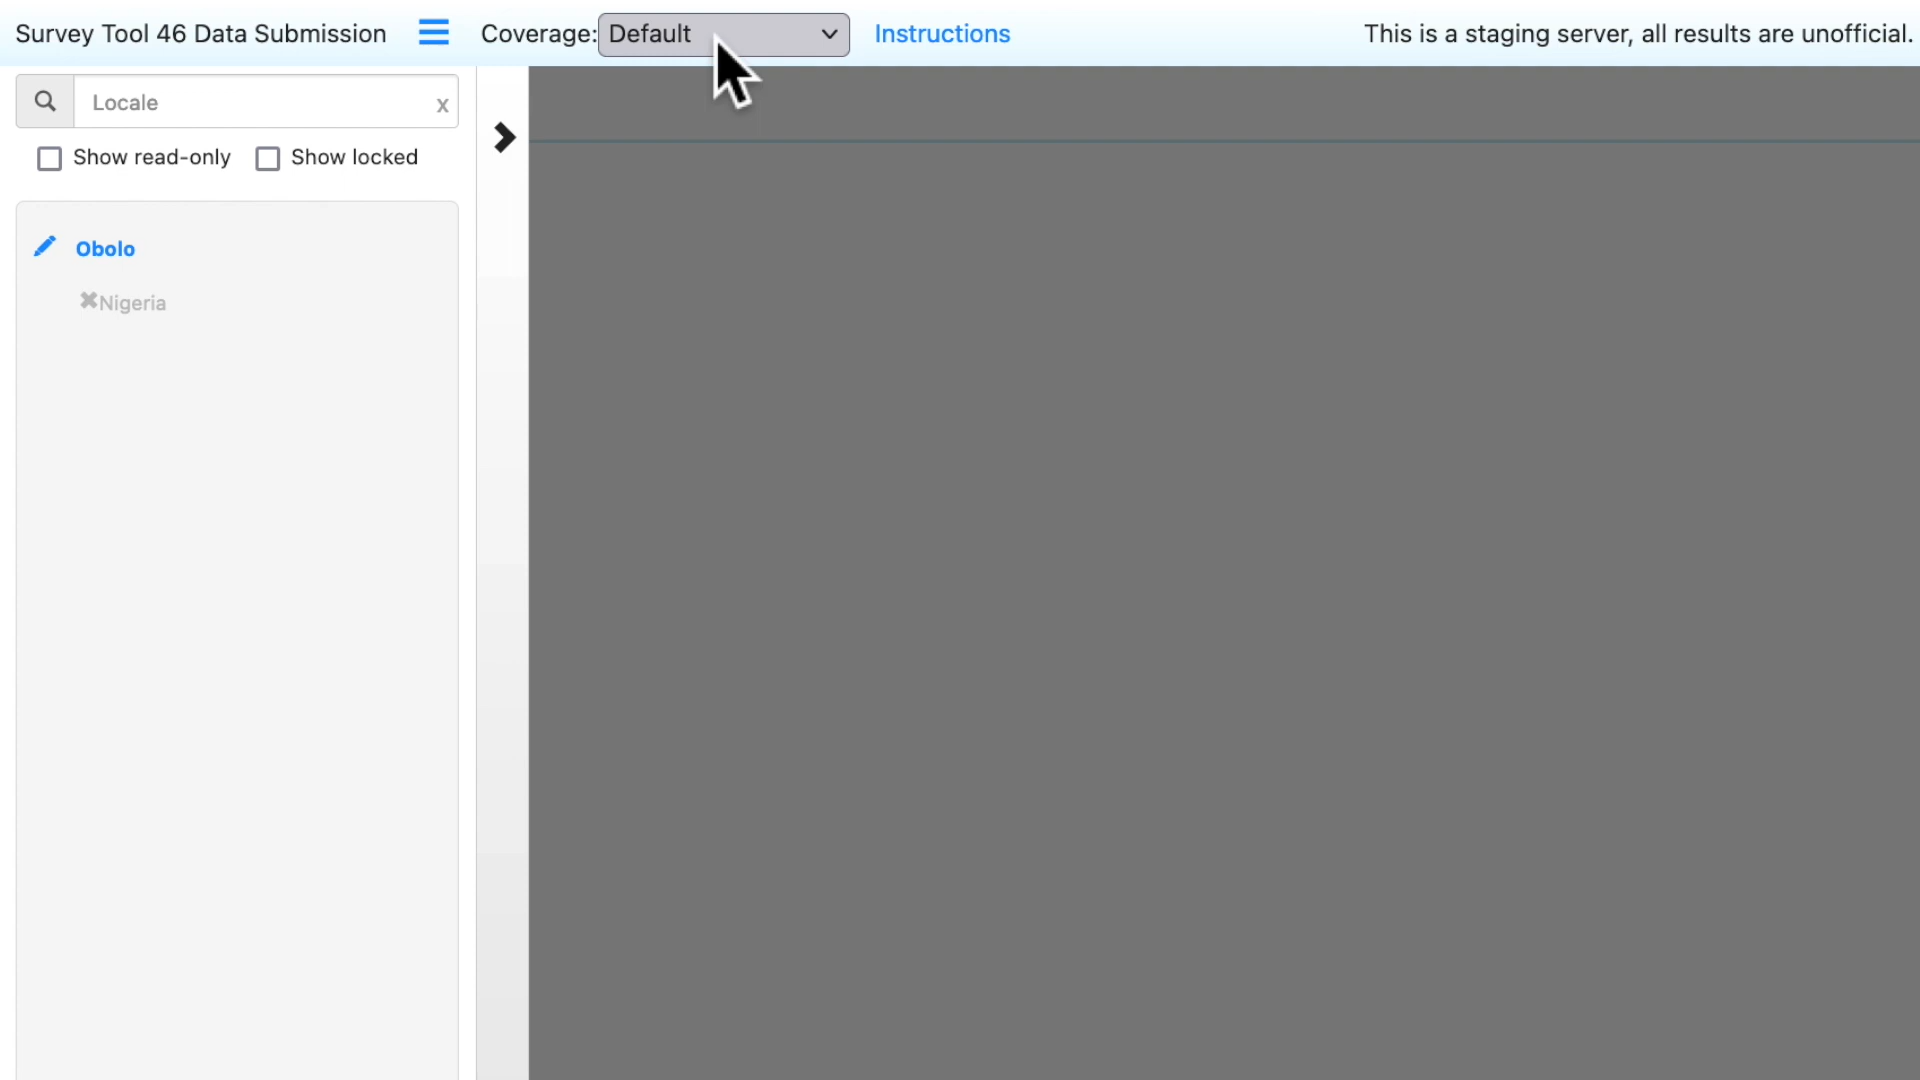 Survey Tool 46 Data Submission Coverage: Default Instructions This is a staging server, all results are unofficial.
Locale x
Show read-only Show locked
Obolo
Nigeria